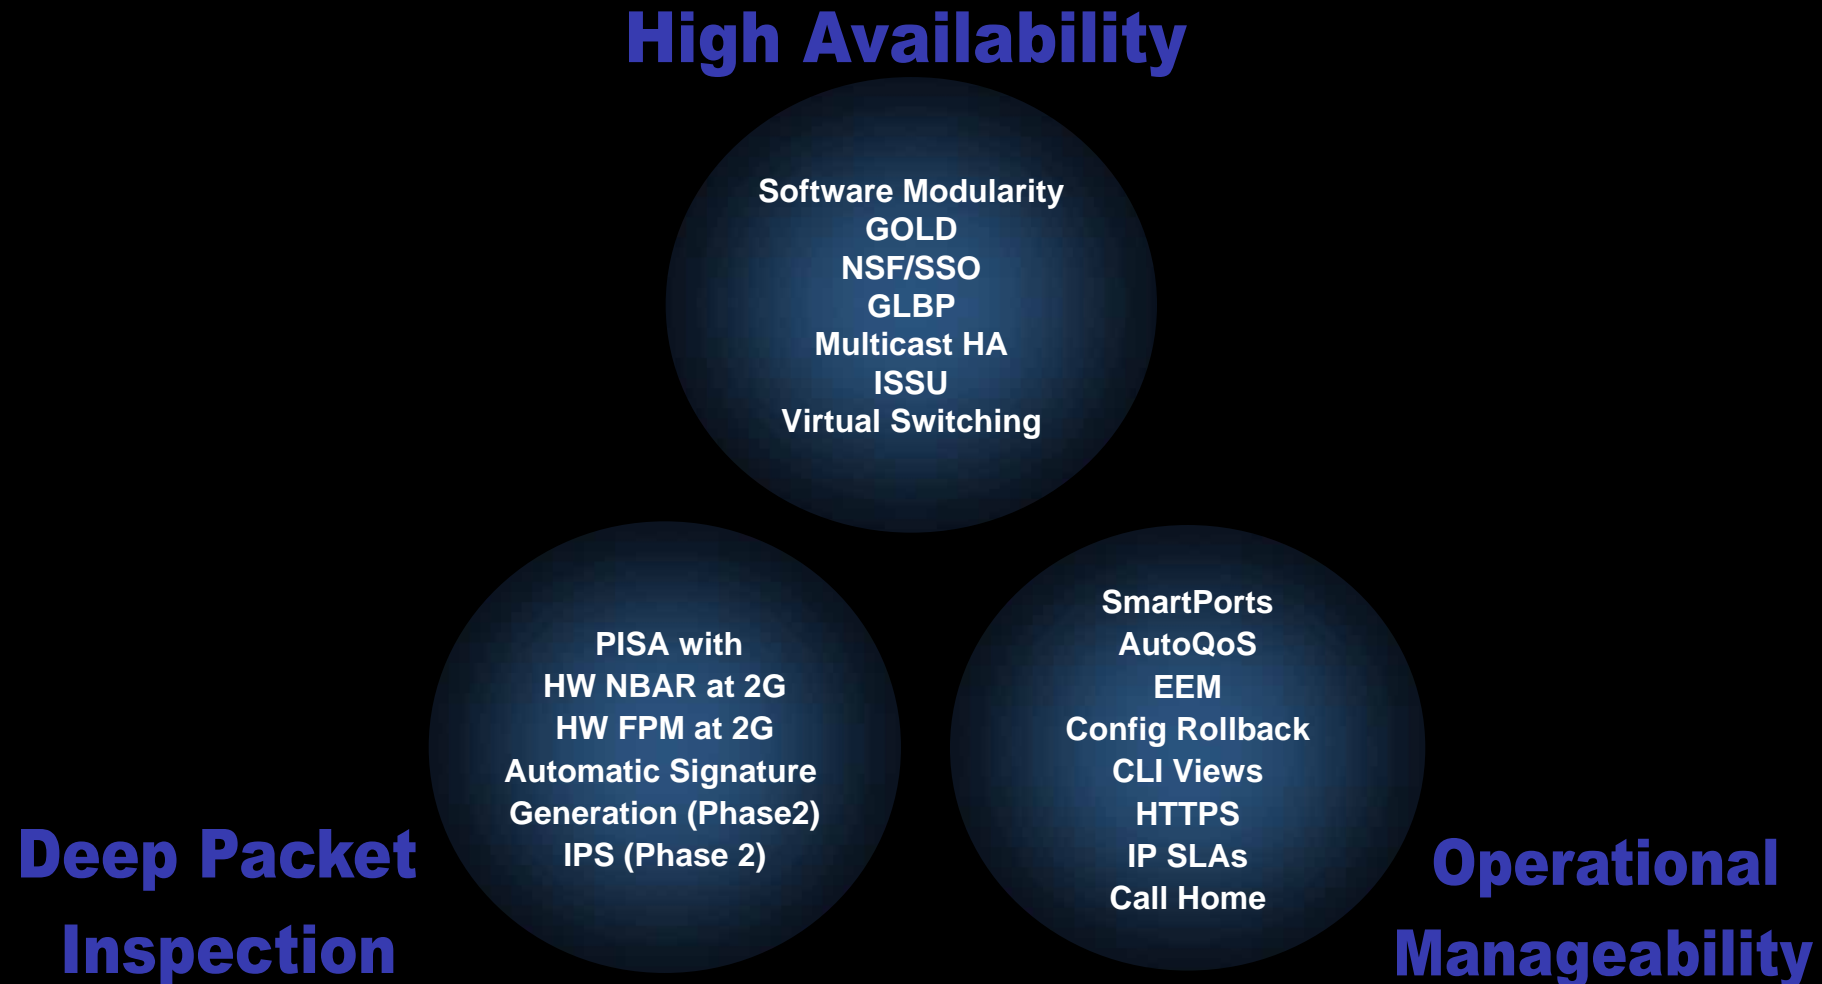 High Availability
Software Modularity
GOLD
NSF/SSO
GLBP
Multicast HA
ISSU
Virtual Switching
PISA with
HW NBAR at 2G
HW FPM at 2G
Automatic Signature
Generation (Phase2)
IPS (Phase 2)
Deep Packet
Inspection
SmartPorts
AutoQoS
EEM
Config Rollback
CLI Views
HTTPS
IP SLAs
Call Home
Operational
Manageability